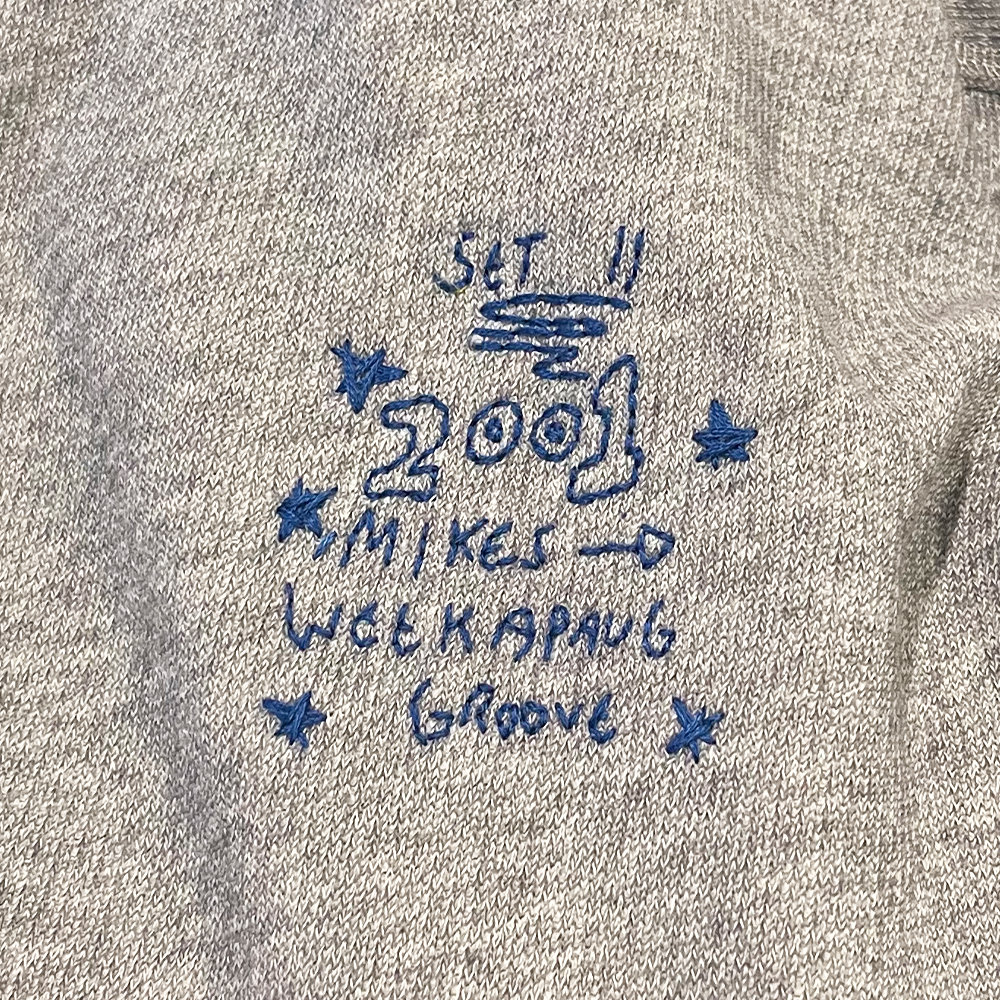 SET II
2001
MIKES →
WEEKAPAUG
GROOVE